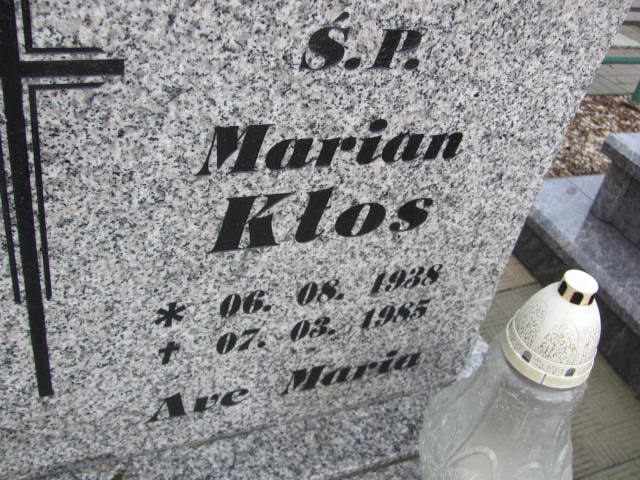 Ś.P.
Marian
Kłos
* 06. 08. 1938
✝ 07. 03. 1985
Ave Maria